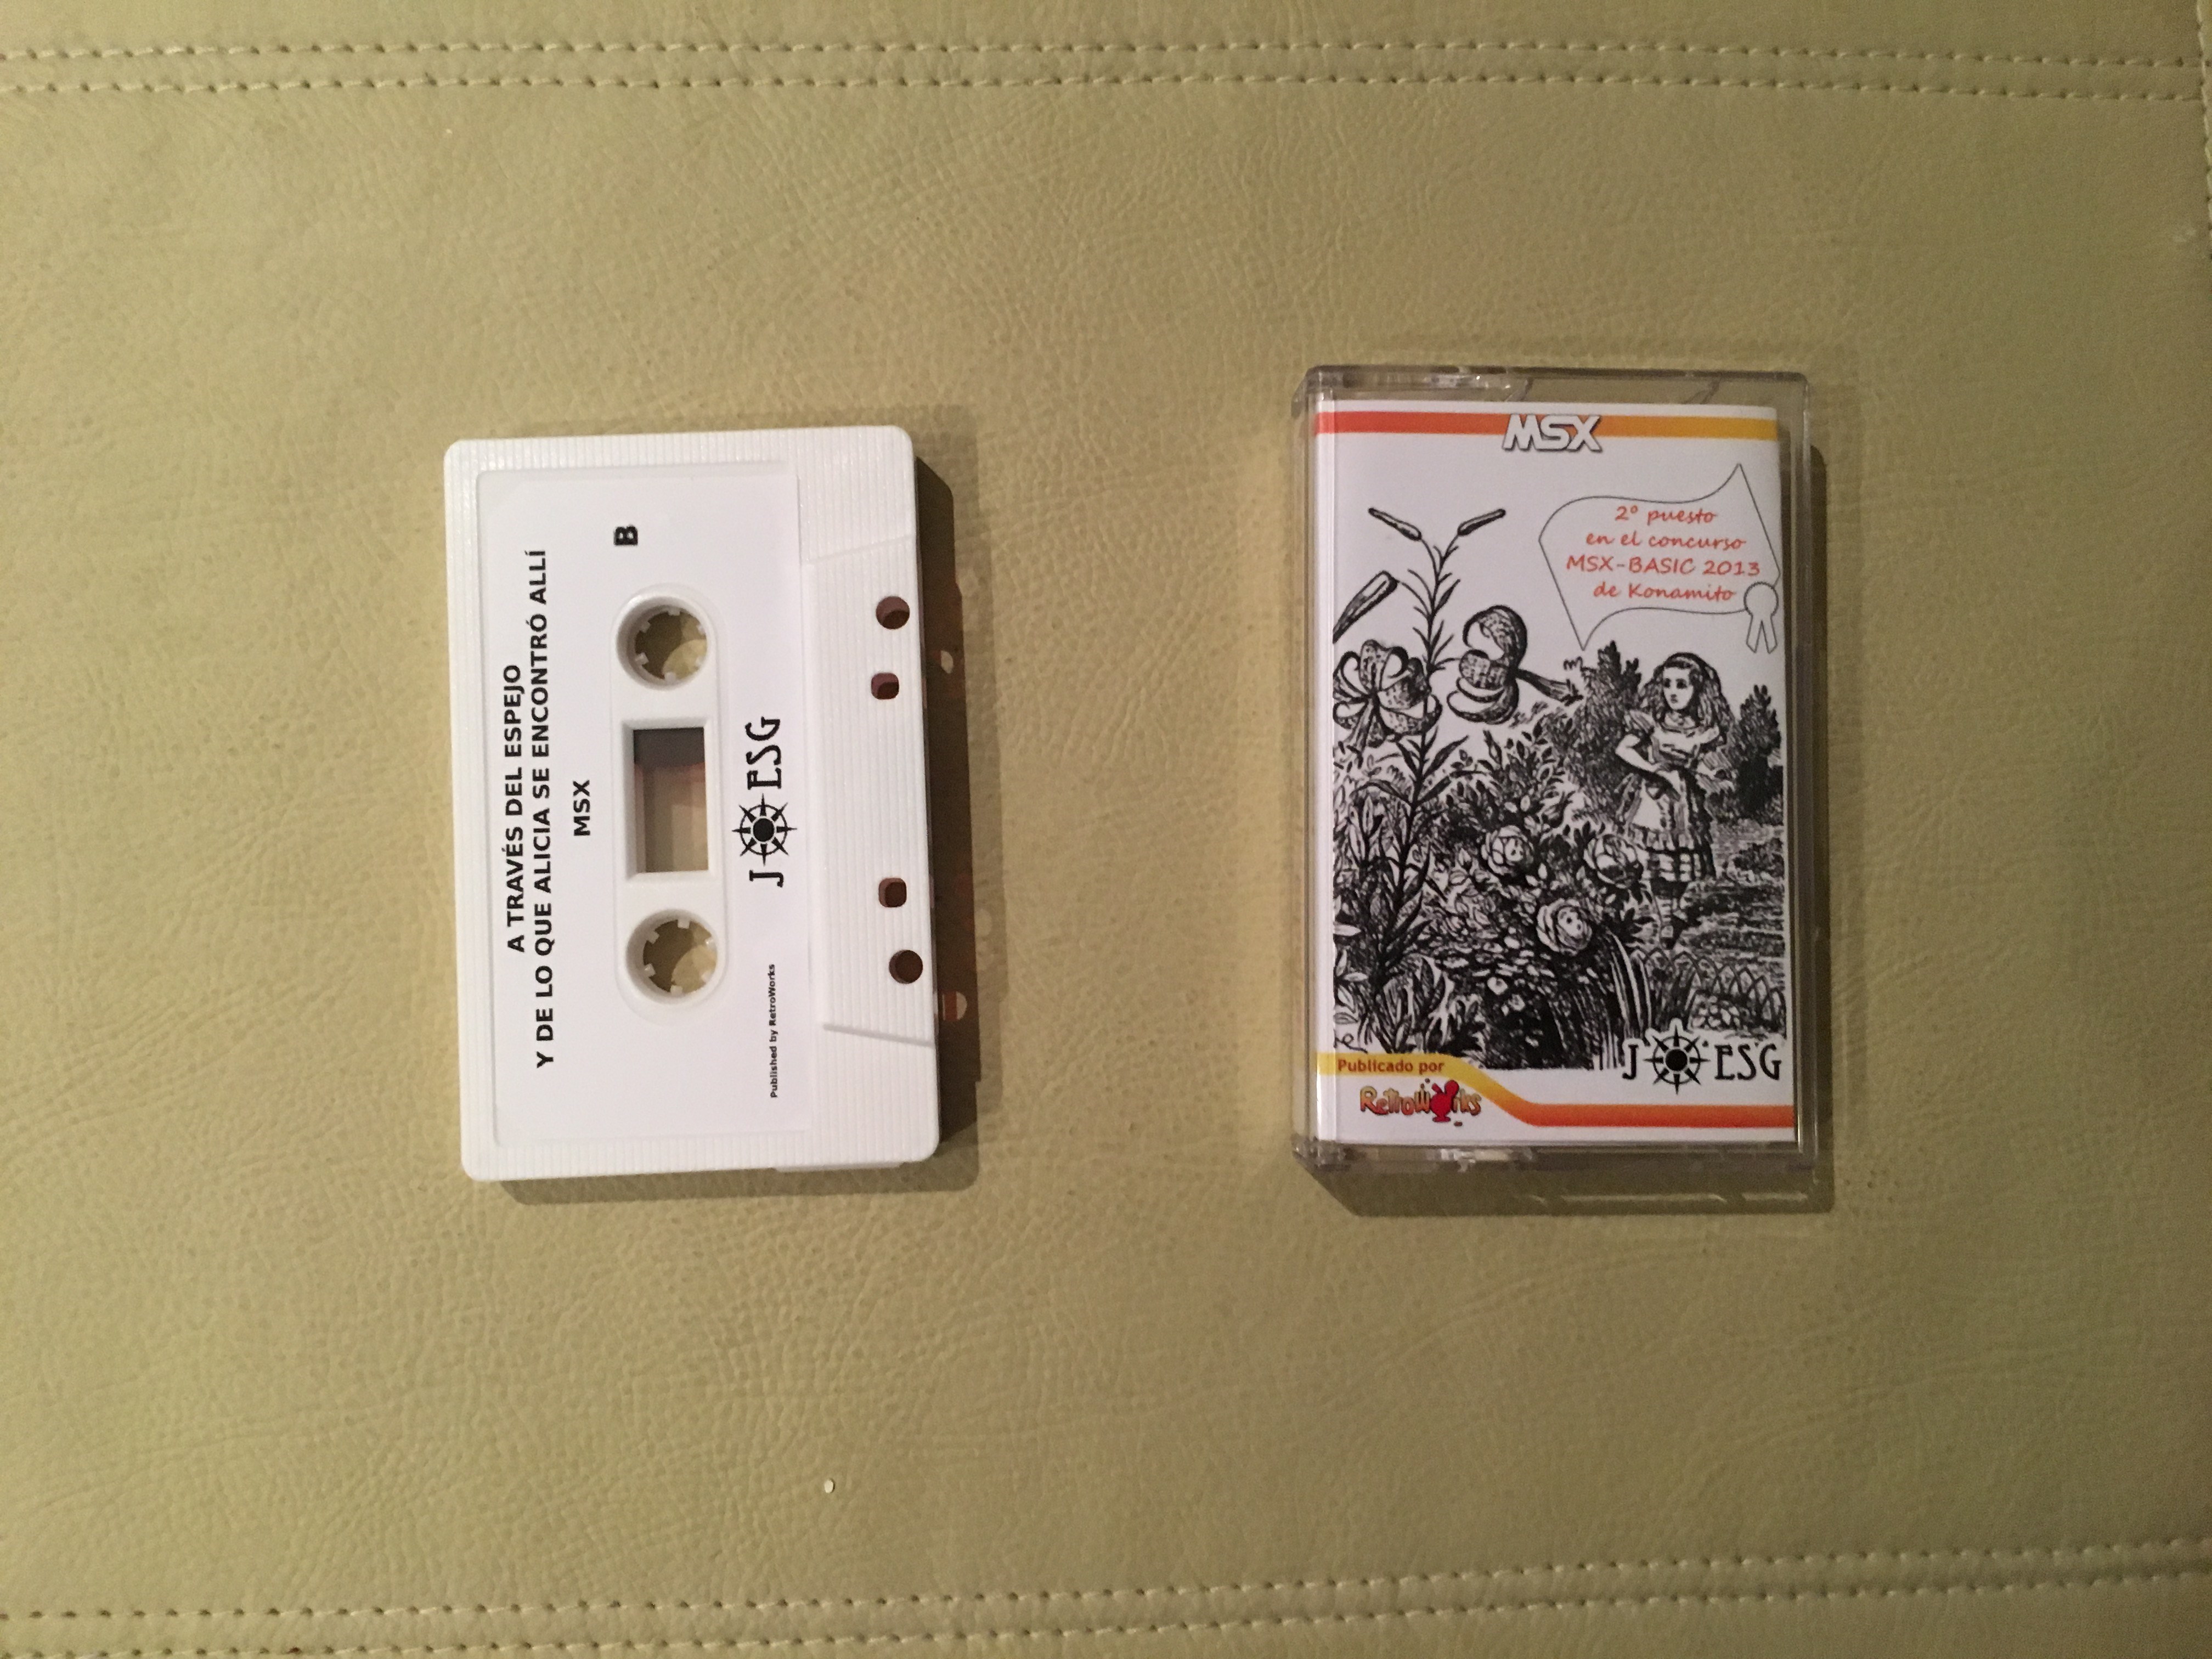 A TRAVÉS DEL ESPEJO
Y DE LO QUE ALICIA SE ENCONTRÓ ALLÍ
MSX
B
J ESG
Published by RetroWorks
MSX
2º puesto
en el concurso
MSX-BASIC 2013
de Konamito
J ESG
Publicado por
RetroWorks